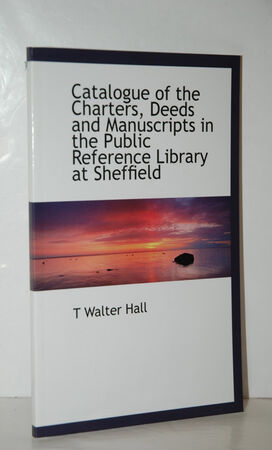 Catalogue of the
Charters, Deeds
and Manuscripts in
the Public
Reference Library
at Sheffield
T Walter Hall